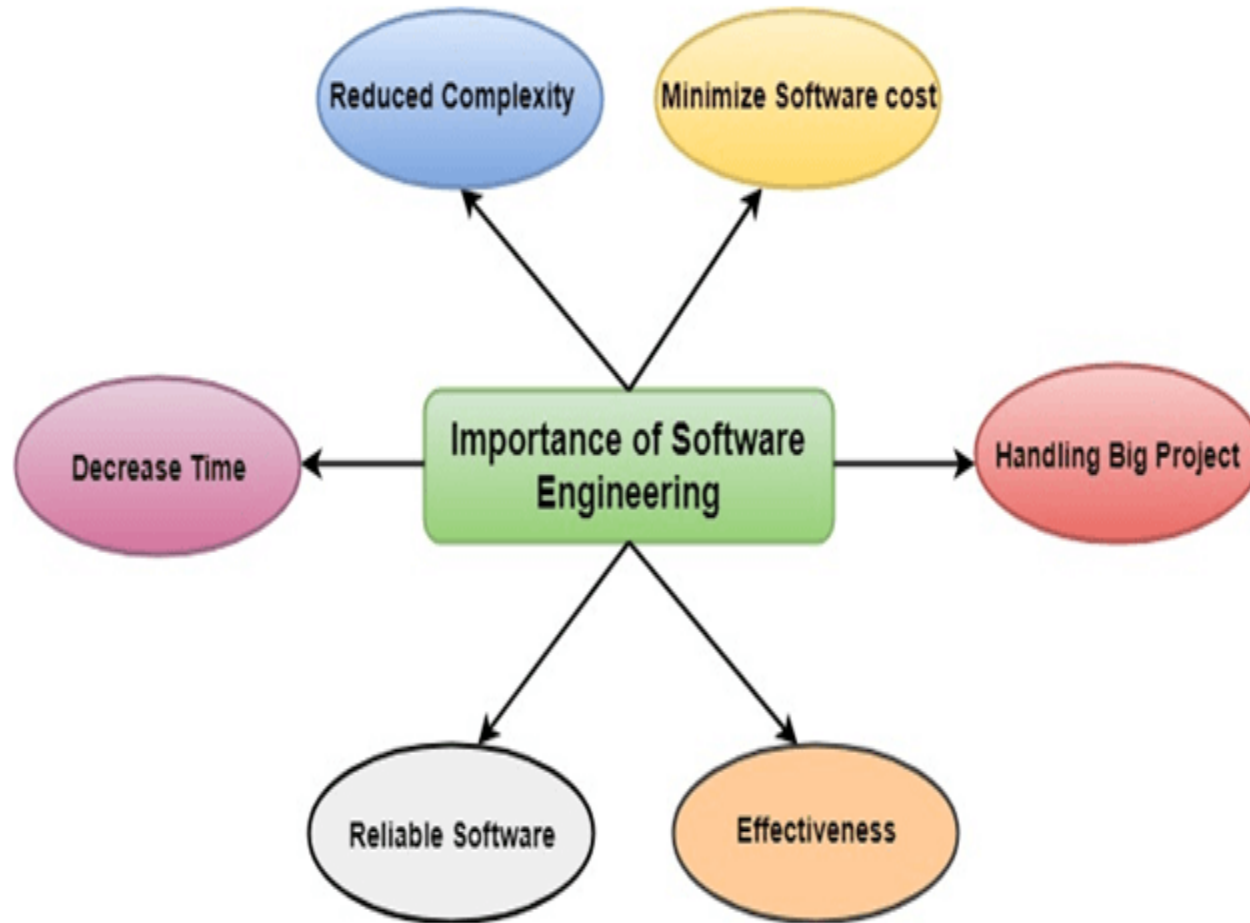 Reduced Complexity
Minimize Software cost
Decrease Time
Importance of Software
Engineering
Handling Big Project
Reliable Software
Effectiveness